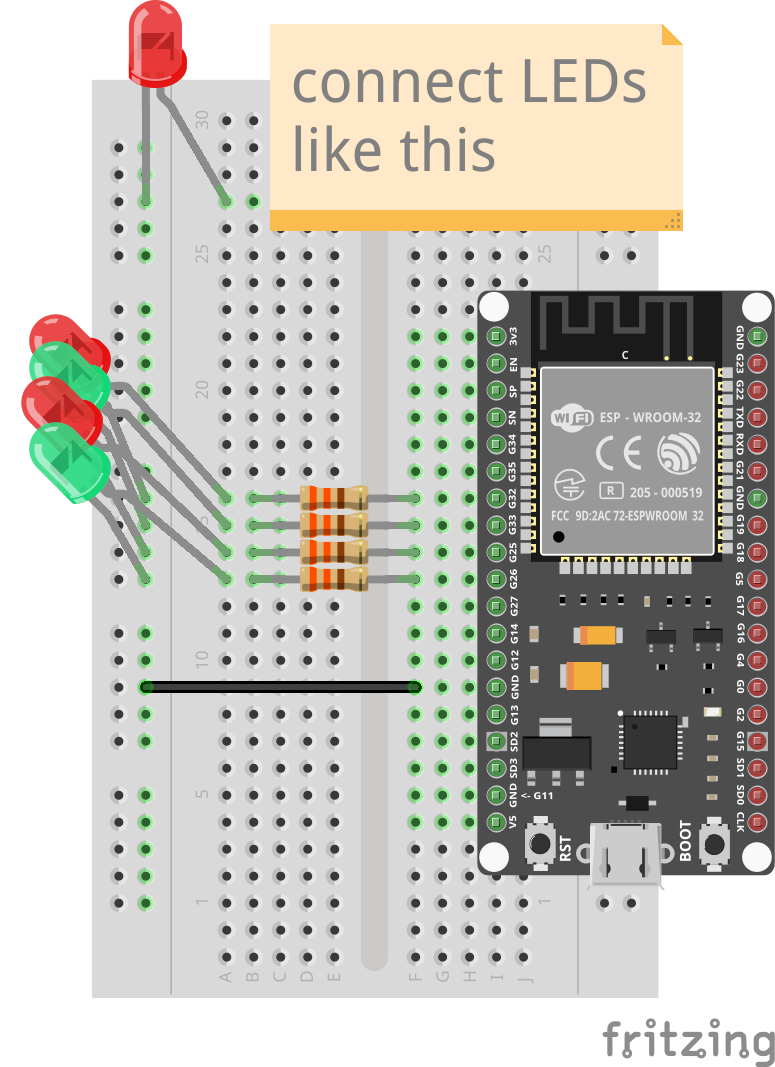 connect LEDs
like this
30
25
25
20
10
5
1
1
A
B
C
D
E
F
G
H
I
J
3v3
EN
SP
SN
G34
G35
G32
G33
G25
G26
G27
G14
G12
GND
G13
SD2
SD3
GND
V5
<- G11
GND
G23
G22
TXD
RXD
G21
GND
G19
G18
G5
G17
G16
G4
G0
G2
G15
SD1
SD0
CLK
C
WiFi ESP - WROOM-32
CE
R 205 - 000519
FCC 9D:2AC 72-ESPWROOM 32
RST
BOOT
fritzing